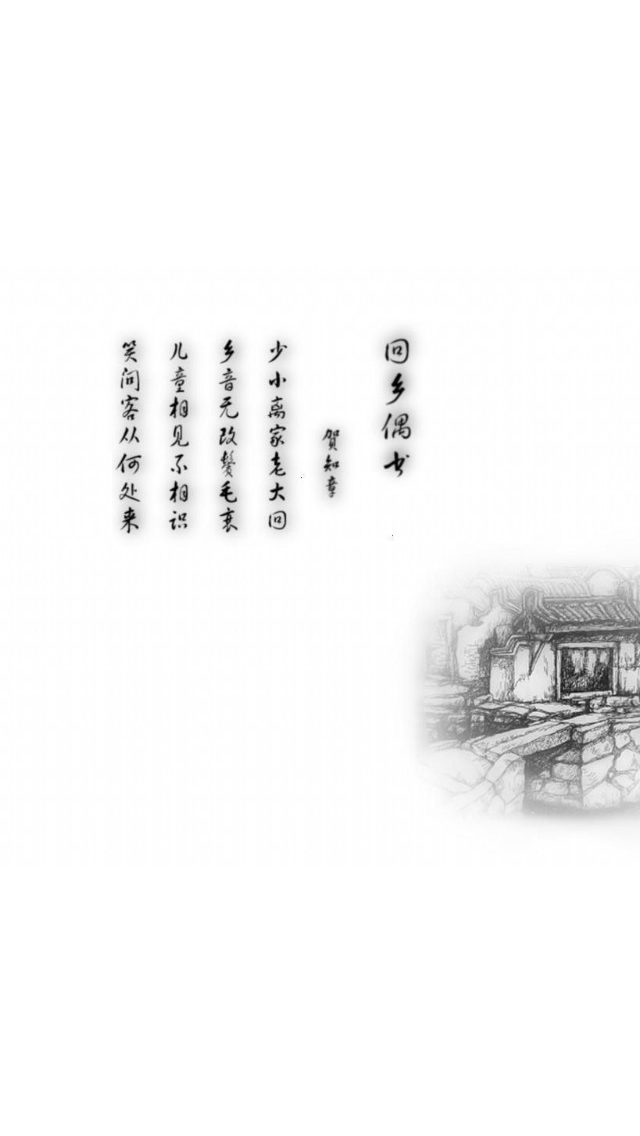 回乡偶书
贺知章
少小离家老大回
乡音无改鬓毛衰
儿童相见不相识
笑问客从何处来